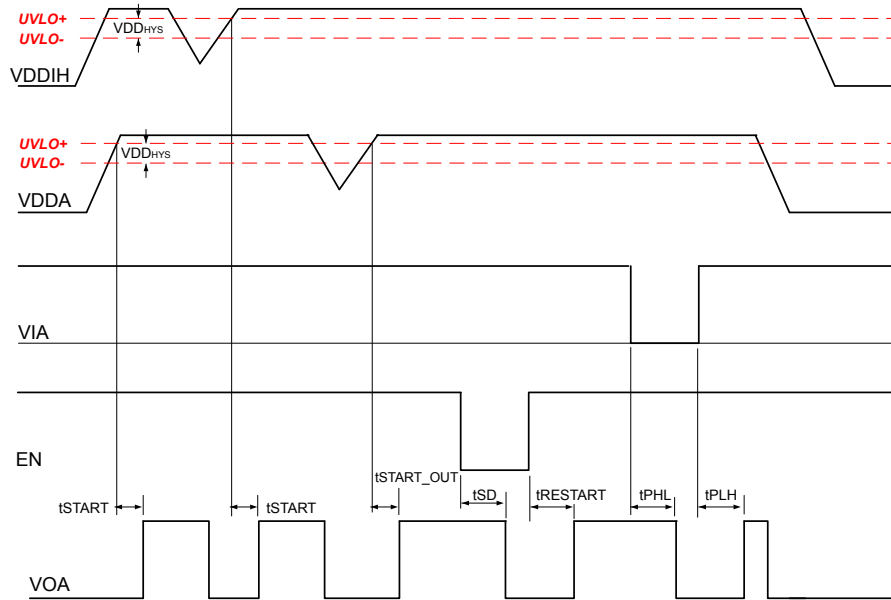 UVLO+
VDDHYS
UVLO-
VDDIH
UVLO+
VDDHYS
UVLO-
VDDA
VIA
EN
tSTART_OUT
tSD
tRESTART
tPHL
tPLH
tSTART
tSTART
VOA